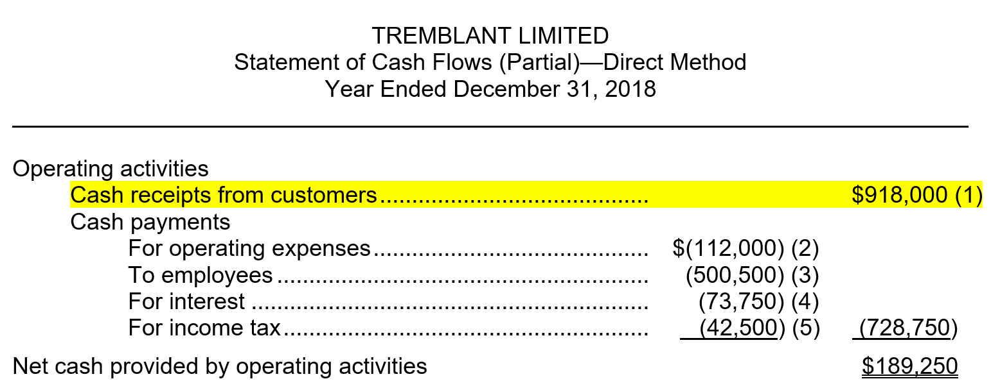 TREMBLANT LIMITED
Statement of Cash Flows (Partial)—Direct Method
Year Ended December 31, 2018
Operating activities
Cash receipts from customers.......................................... $918,000 (1)
Cash payments
For operating expenses........................................... $(112,000) (2)
To employees.......................................................... (500,500) (3)
For interest .............................................................. (73,750) (4)
For income tax......................................................... (42,500) (5) (728,750)
Net cash provided by operating activities $189,250